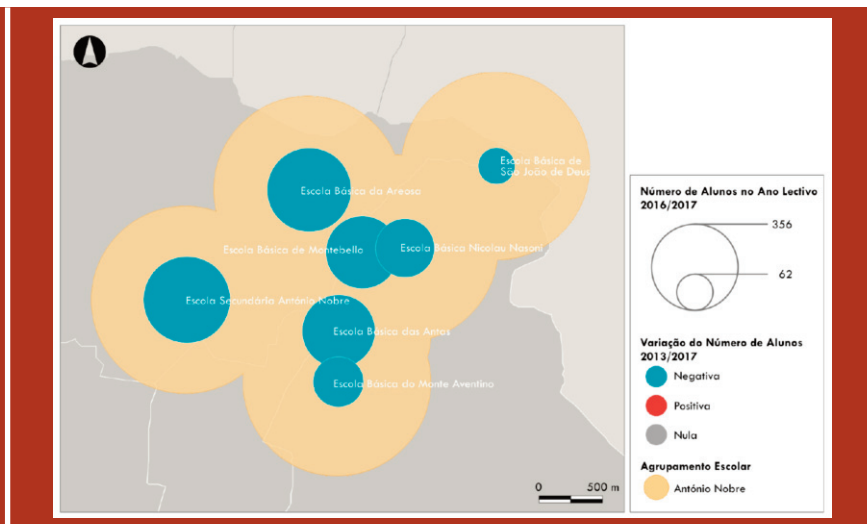 Escola Básica de
São João de Deus
Escola Básica da Areosa
Escola Básica de Montebello
Escola Básica Nicolau Nasoni
Escola Secundária António Nobre
Escola Básica das Antas
Escola Básica do Monte Aventino
0 500 m
Número de Alunos no Ano Lectivo
2016/2017
356
62
Variação do Número de Alunos
2013/2017
Negativa
Positiva
Nula
Agrupamento Escolar
António Nobre